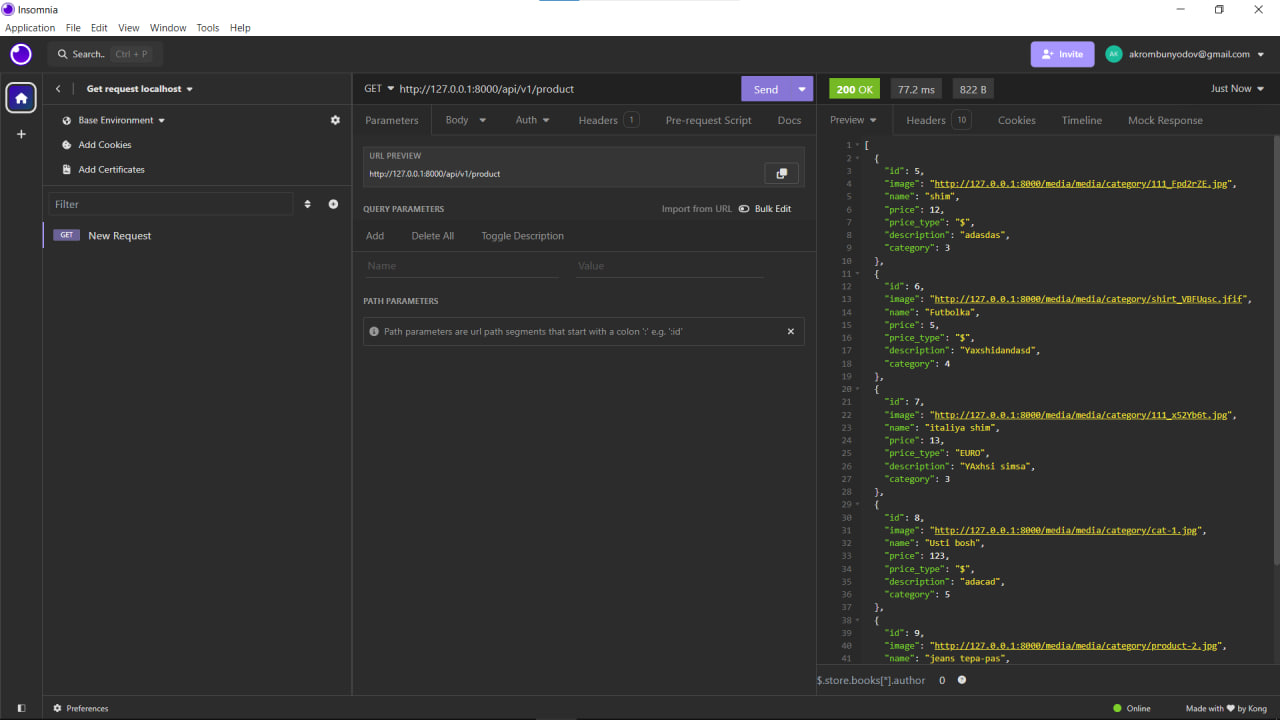 Insomnia
Application File Edit View Window Tools Help
Search.. Ctrl + P
Invite
AK
akrombunyodov@gmail.com
Get request localhost
Base Environment
Add Cookies
Add Certificates
Filter
GET New Request
GET http://127.0.0.1:8000/api/v1/product
Send
Parameters Body Auth Headers 1 Pre-request Script Docs
URL PREVIEW
http://127.0.0.1:8000/api/v1/product
QUERY PARAMETERS
Import from URL Bulk Edit
Add Delete All Toggle Description
Name Value
PATH PARAMETERS
Path parameters are url path segments that start with a colon ':' e.g. ':id'
200 OK 77.2 ms 822 B
Just Now
Preview Headers 10 Cookies Timeline Mock Response
1 [
2 {
3 "id": 5,
4 "image": "http://127.0.0.1:8000/media/media/category/111_Fpd2rZE.jpg",
5 "name": "shim",
6 "price": 12,
7 "price_type": "$",
8 "description": "adasdas",
9 "category": 3
10 },
11 {
12 "id": 6,
13 "image": "http://127.0.0.1:8000/media/media/category/shirt_VBFUqsc.jfif",
14 "name": "Futbolka",
15 "price": 5,
16 "price_type": "$",
17 "description": "Yaxshidandasd",
18 "category": 4
19 },
20 {
21 "id": 7,
22 "image": "http://127.0.0.1:8000/media/media/category/111_x52Yb6t.jpg",
23 "name": "italiya shim",
24 "price": 13,
25 "price_type": "EURO",
26 "description": "YAxhsi simsa",
27 "category": 3
28 },
29 {
30 "id": 8,
31 "image": "http://127.0.0.1:8000/media/media/category/cat-1.jpg",
32 "name": "Usti bosh",
33 "price": 123,
34 "price_type": "$",
35 "description": "adacad",
36 "category": 5
37 },
38 {
39 "id": 9,
40 "image": "http://127.0.0.1:8000/media/media/category/product-2.jpg",
41 "name": "jeans tepa-pas",
$.store.books[*].author 0
Preferences
Online
Made with ❤ by Kong